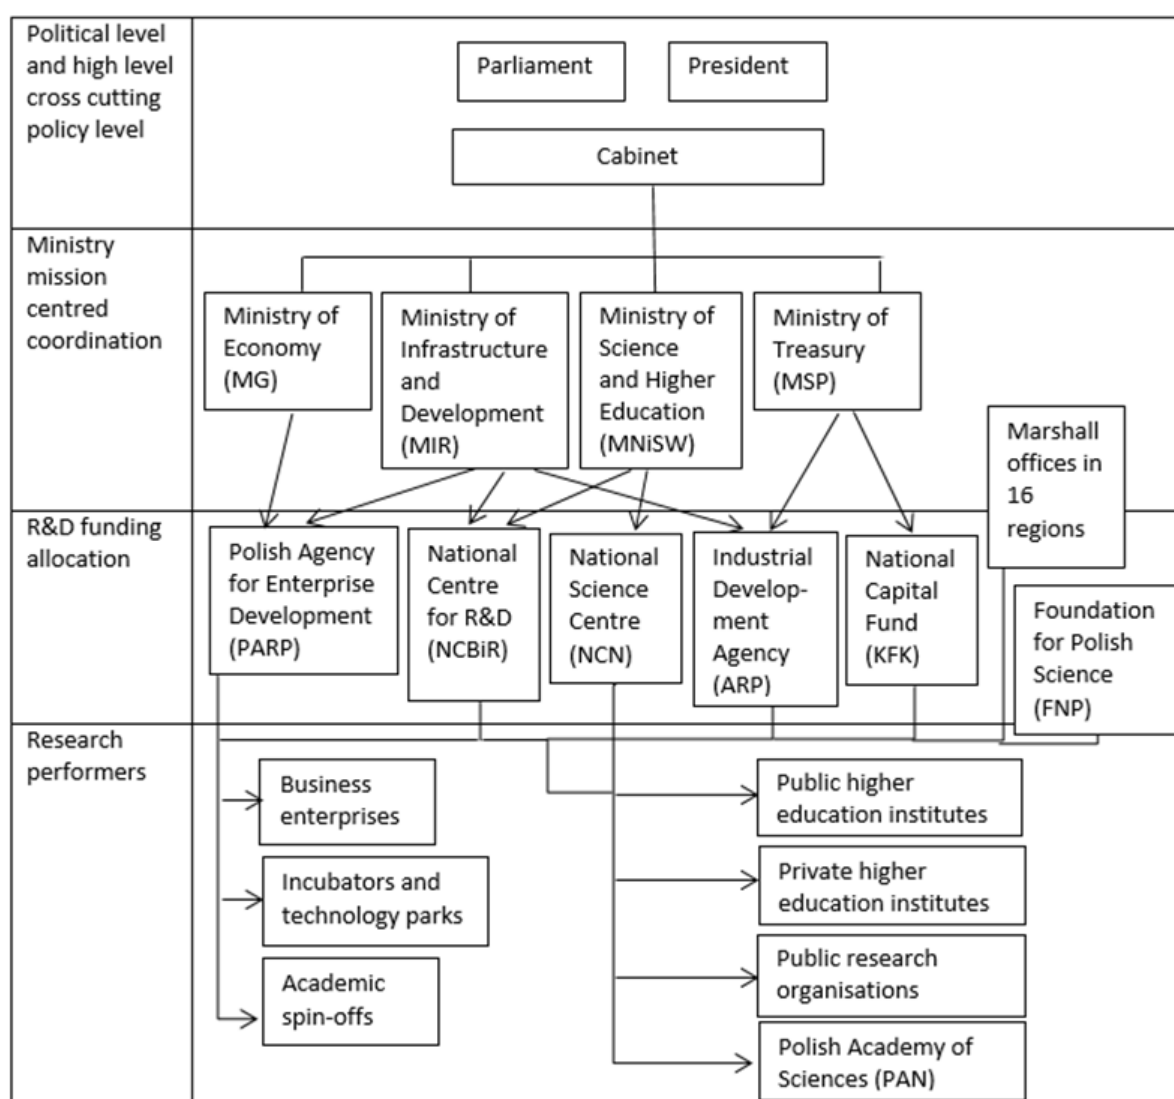 Political level
and high level
cross cutting
policy level
Parliament
President
Cabinet
Ministry
mission
centred
coordination
Ministry of
Economy
(MG)
Ministry of
Infrastructure
and
Development
(MIR)
Ministry of
Science
and Higher
Education
(MNiSW)
Ministry of
Treasury
(MSP)
Marshall
offices in
16
regions
R&D funding
allocation
Polish Agency
for Enterprise
Development
(PARP)
National
Centre
for R&D
(NCBiR)
National
Science
Centre
(NCN)
Industrial
Develop-
ment
Agency
(ARP)
National
Capital
Fund
(KFK)
Foundation
for Polish
Science
(FNP)
Research
performers
Business
enterprises
Incubators and
technology parks
Academic
spin-offs
Public higher
education institutes
Private higher
education institutes
Public research
organisations
Polish Academy of
Sciences (PAN)